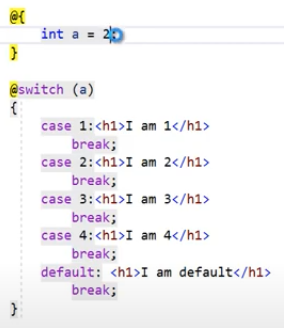 @{
int a = 2;
}
@switch (a)
{
case 1:<h1>I am 1</h1>
break;
case 2:<h1>I am 2</h1>
break;
case 3:<h1>I am 3</h1>
break;
case 4:<h1>I am 4</h1>
break;
default: <h1>I am default</h1>
break;
}